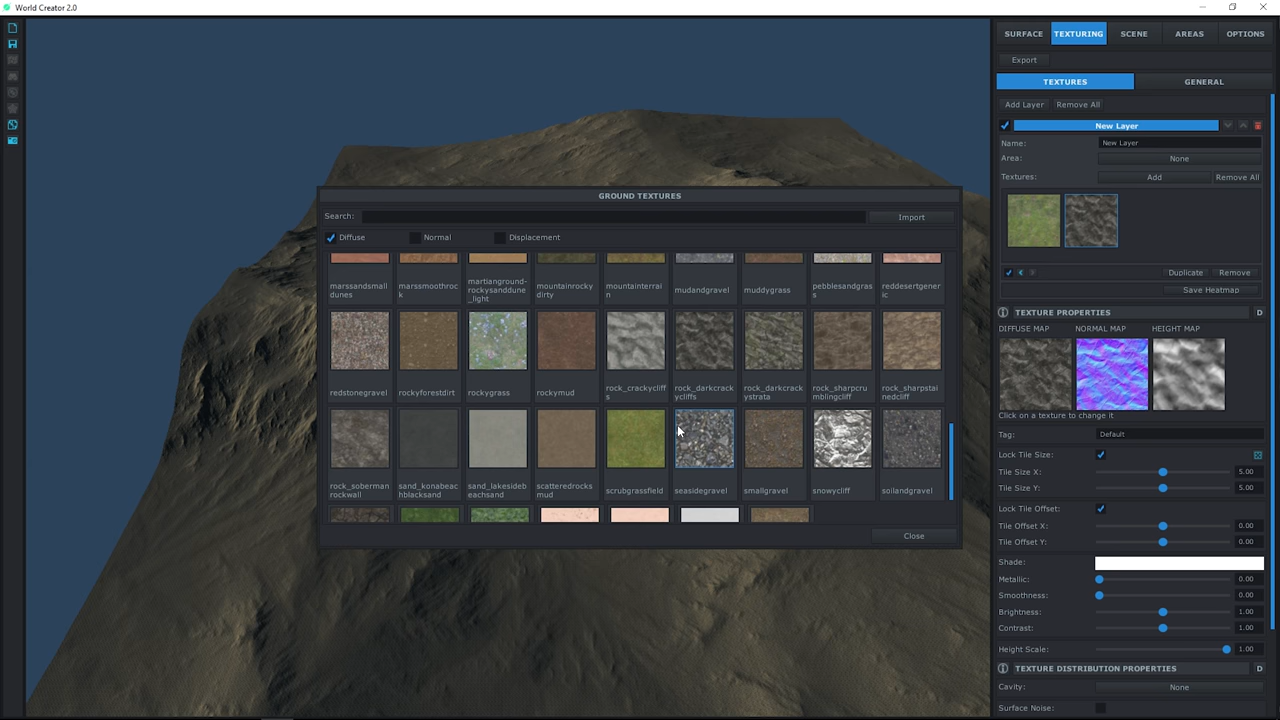 World Creator 2.0
SURFACE TEXTURING SCENE AREAS OPTIONS
Export
TEXTURES GENERAL
Add Layer Remove All
New Layer
Name: New Layer
Area: None
Textures: Add Remove All
Duplicate Remove
Save Heatmap
TEXTURE PROPERTIES D
DIFFUSE MAP NORMAL MAP HEIGHT MAP
Click on a texture to change it
Tag: Default
Lock Tile Size:
Tile Size X: 5.00
Tile Size Y: 5.00
Lock Tile Offset:
Tile Offset X: 0.00
Tile Offset Y: 0.00
Shade:
Metallic: 0.00
Smoothness: 0.00
Brightness: 1.00
Contrast: 1.00
Height Scale: 1.00
TEXTURE DISTRIBUTION PROPERTIES D
Cavity: None
Surface Noise:
GROUND TEXTURES
Search: Import
Diffuse Normal Displacement
marssandsmall
dunes
marssmoothroc
k
martianground-
rockysanddune
_light
mountainrocky
dirty
mountainterrai
n
mudandgravel
muddygrass
pebblesandgras
s
reddesertgener
ic
redstonegravel
rockyforestdirt
rockygrass
rockymud
rock_crackycliff
s
rock_darkcrack
ycliffs
rock_darkcrack
ystrata
rock_sharpcru
mblingcliff
rock_sharpstai
nedcliff
rock_soberman
rockwall
sand_konabeac
hblacksand
sand_lakesideb
eachsand
scatteredrocks
mud
scrubgrassfield
seasidegravel
smallgravel
snowycliff
soilandgravel
Close